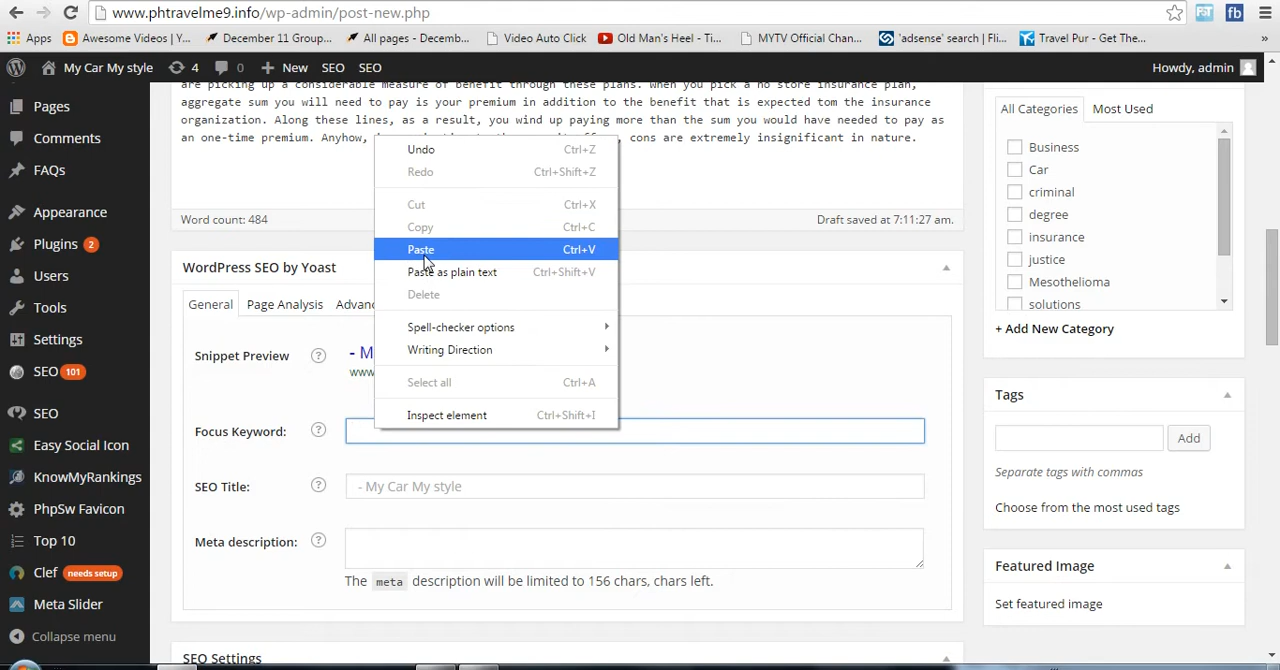 www.phtravelme9.info/wp-admin/post-new.php
Apps Awesome Videos | Y... December 11 Group... All pages - Decemb... Video Auto Click Old Man's Heel - Ti... MYTV Official Chan... 'adsense' search | Fli... Travel Pur - Get The... »
My Car My style 4 0 New SEO SEO Howdy, admin
Pages
Comments
FAQs
Appearance
Plugins 2
Users
Tools
Settings
SEO 101
SEO
Easy Social Icon
KnowMyRankings
PhpSw Favicon
Top 10
Clef needs setup
Meta Slider
Collapse menu
are picking up a considerable measure of benefit through these plans. When you pick a no store insurance plan,
aggregate sum you will need to pay is your premium in addition to the benefit that is expected tom the insurance
organization. Along these lines, as a result, you wind up paying more than the sum you would have needed to pay as
an one-time premium. Anyhow, cons are extremely insignificant in nature.
Word count: 484 Draft saved at 7:11:27 am.
WordPress SEO by Yoast
General Page Analysis Advan
Snippet Preview ? - M
www
Focus Keyword: ?
SEO Title: ? - My Car My style
Meta description: ?
The meta description will be limited to 156 chars, chars left.
SEO Settings
Undo Ctrl+Z
Redo Ctrl+Shift+Z
Cut Ctrl+X
Copy Ctrl+C
Paste Ctrl+V
Paste as plain text Ctrl+Shift+V
Delete
Spell-checker options
Writing Direction
Select all Ctrl+A
Inspect element Ctrl+Shift+I
All Categories Most Used
Business
Car
criminal
degree
insurance
justice
Mesothelioma
solutions
+ Add New Category
Tags
Add
Separate tags with commas
Choose from the most used tags
Featured Image
Set featured image